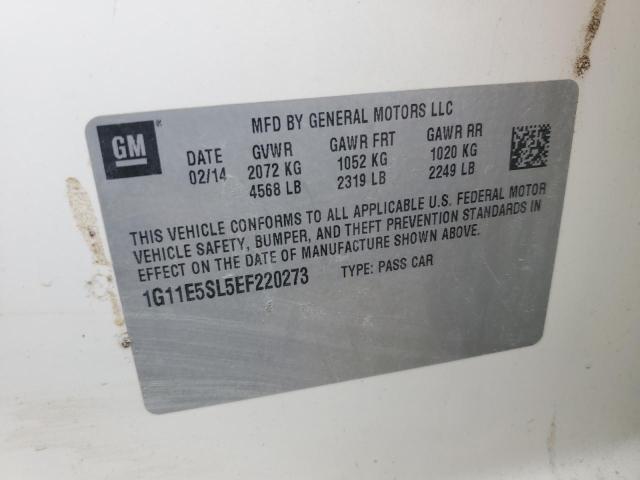 MFD BY GENERAL MOTORS LLC
GM
DATE GVWR GAWR FRT GAWR RR
02/14 2072 KG 1052 KG 1020 KG
4568 LB 2319 LB 2249 LB
THIS VEHICLE CONFORMS TO ALL APPLICABLE U.S. FEDERAL MOTOR
VEHICLE SAFETY, BUMPER, AND THEFT PREVENTION STANDARDS IN
EFFECT ON THE DATE OF MANUFACTURE SHOWN ABOVE.
1G11E5SL5EF220273 TYPE: PASS CAR